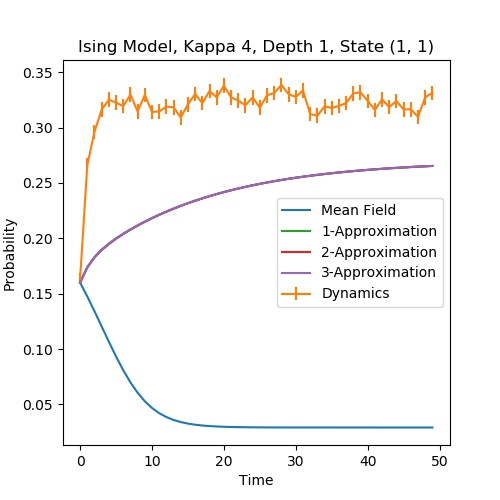 Ising Model, Kappa 4, Depth 1, State (1, 1)
0.35
0.30
0.25
0.20
0.15
0.10
0.05
Probability
Mean Field
1-Approximation
2-Approximation
3-Approximation
Dynamics
0 10 20 30 40 50
Time